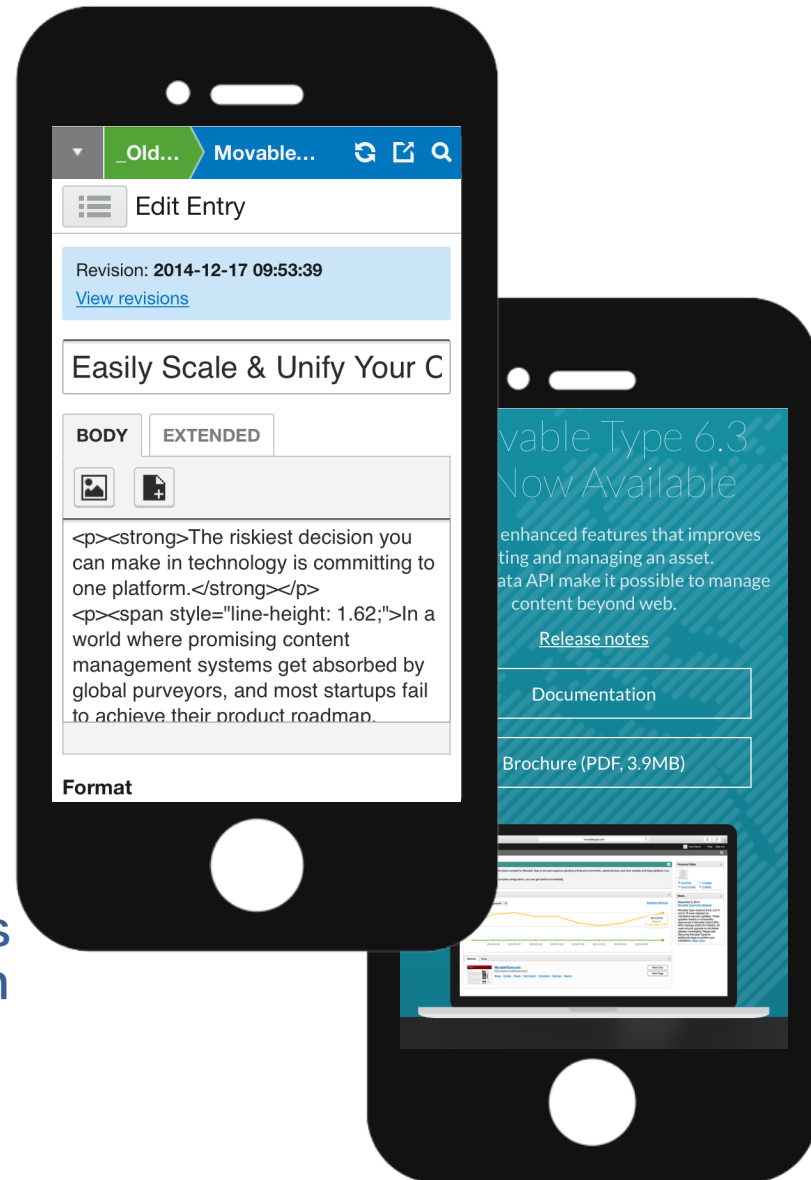 _Old...
Movable...
Edit Entry
Revision: 2014-12-17 09:53:39
View revisions
Easily Scale & Unify Your C
BODY
EXTENDED
<p><strong>The riskiest decision you
can make in technology is committing to
one platform.</strong></p>
<p><span style="line-height: 1.62;">In a
world where promising content
management systems get absorbed by
global purveyors, and most startups fail
to achieve their product roadmap,
Format
s
n
vable Type 6.3
Now Available
enhanced features that improves
ting and managing an asset.
ata API make it possible to manage
content beyond web.
Release notes
Documentation
Brochure (PDF, 3.9MB)